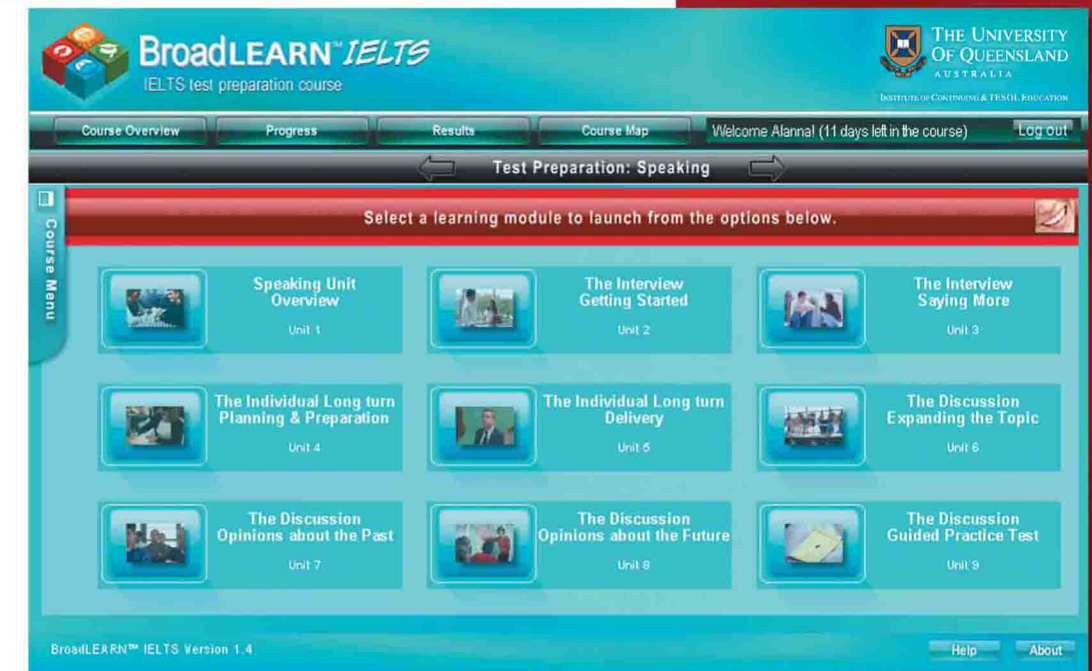 BroadLEARN™ IELTS
IELTS test preparation course
THE UNIVERSITY
OF QUEENSLAND
AUSTRALIA
INSTITUTE OF CONTINUING & TESOL EDUCATION
Course Overview
Progress
Results
Course Map
Welcome Alanna! (11 days left in the course)
Log out
Test Preparation: Speaking
Course Menu
Select a learning module to launch from the options below.
Speaking Unit
Overview
Unit 1
The Interview
Getting Started
Unit 2
The Interview
Saying More
Unit 3
The Individual Long turn
Planning & Preparation
Unit 4
The Individual Long turn
Delivery
Unit 5
The Discussion
Expanding the Topic
Unit 6
The Discussion
Opinions about the Past
Unit 7
The Discussion
Opinions about the Future
Unit 8
The Discussion
Guided Practice Test
Unit 9
BroadLEARN™ IELTS Version 1.4
Help
About